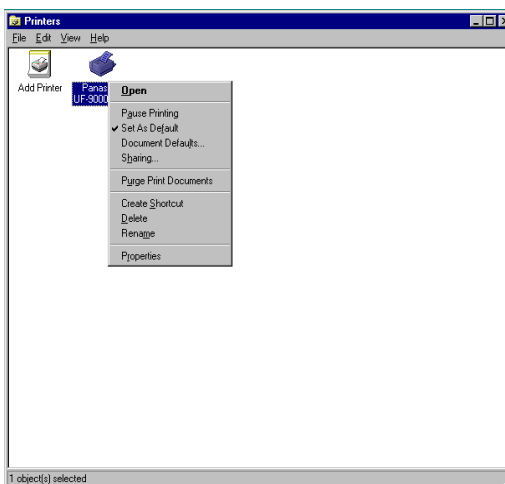 Printers
File Edit View Help
Add Printer
Panas
UF-9000
Open
Pause Printing
Set As Default
Document Defaults...
Sharing...
Purge Print Documents
Create Shortcut
Delete
Rename
Properties
1 object(s) selected